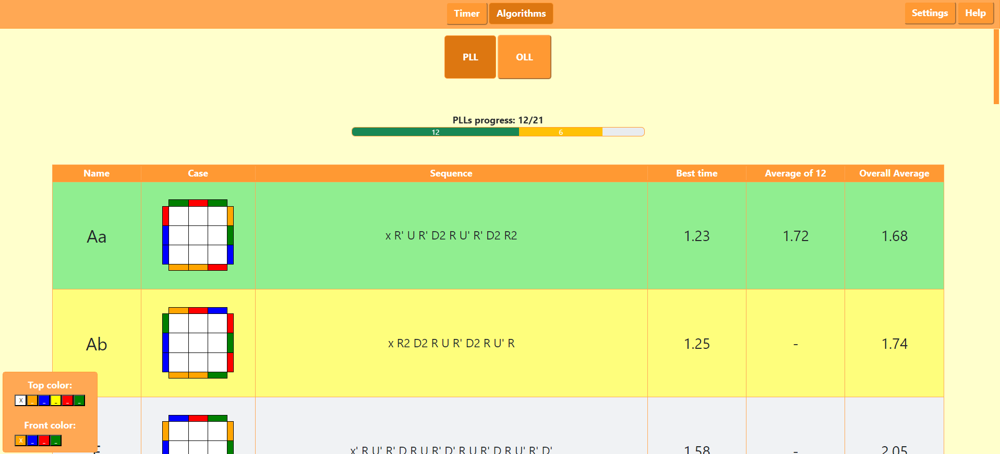 Timer Algorithms Settings Help
PLL OLL
PLLs progress: 12/21
12 6
Name Case Sequence Best time Average of 12 Overall Average
Aa x R' U R' D2 R U' R' D2 R2 1.23 1.72 1.68
Ab x R2 D2 R U R' D2 R U' R 1.25 - 1.74
x' R U' R' D R U R' D' R U R' D R U' R' D' 1.58 - 2.05
Top color:
X _ _ _ _ _
Front color:
X _ _ _